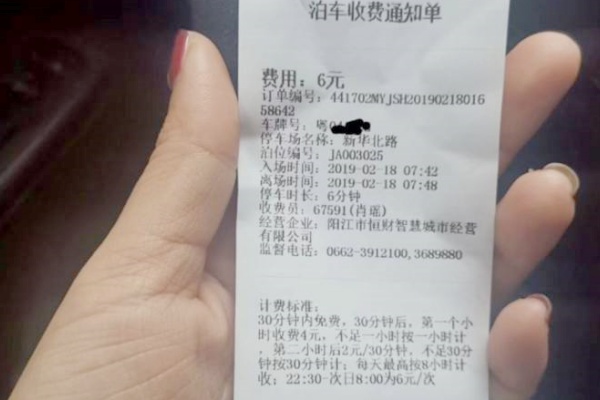 泊车收费通知单
费用：6元
订单编号：441702MYJSH20190218016
58642
车牌号：粤
停车场名称：新华北路
泊位编号：JA003025
入场时间：2019-02-18 07:42
离场时间：2019-02-18 07:48
停车时长：6分钟
收费员：67591(肖瑶)
经营企业：阳江市恒财智慧城市经营
有限公司
监督电话：0662-3912100,3689880
计费标准：
30分钟内免费，30分钟后，第一个小
时收费4元，不足一小时按一小时计
，第二小时后2元/30分钟，不足30分
钟按30分钟计；每天最高按8小时计
收；22:30-次日8:00为6元/次